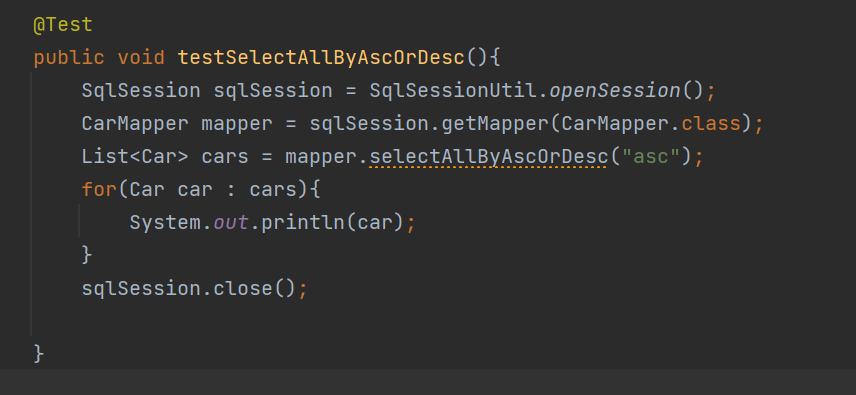 @Test
public void testSelectAllByAscOrDesc(){
SqlSession sqlSession = SqlSessionUtil.openSession();
CarMapper mapper = sqlSession.getMapper(CarMapper.class);
List<Car> cars = mapper.selectAllByAscOrDesc("asc");
for(Car car : cars){
System.out.println(car);
}
sqlSession.close();
}